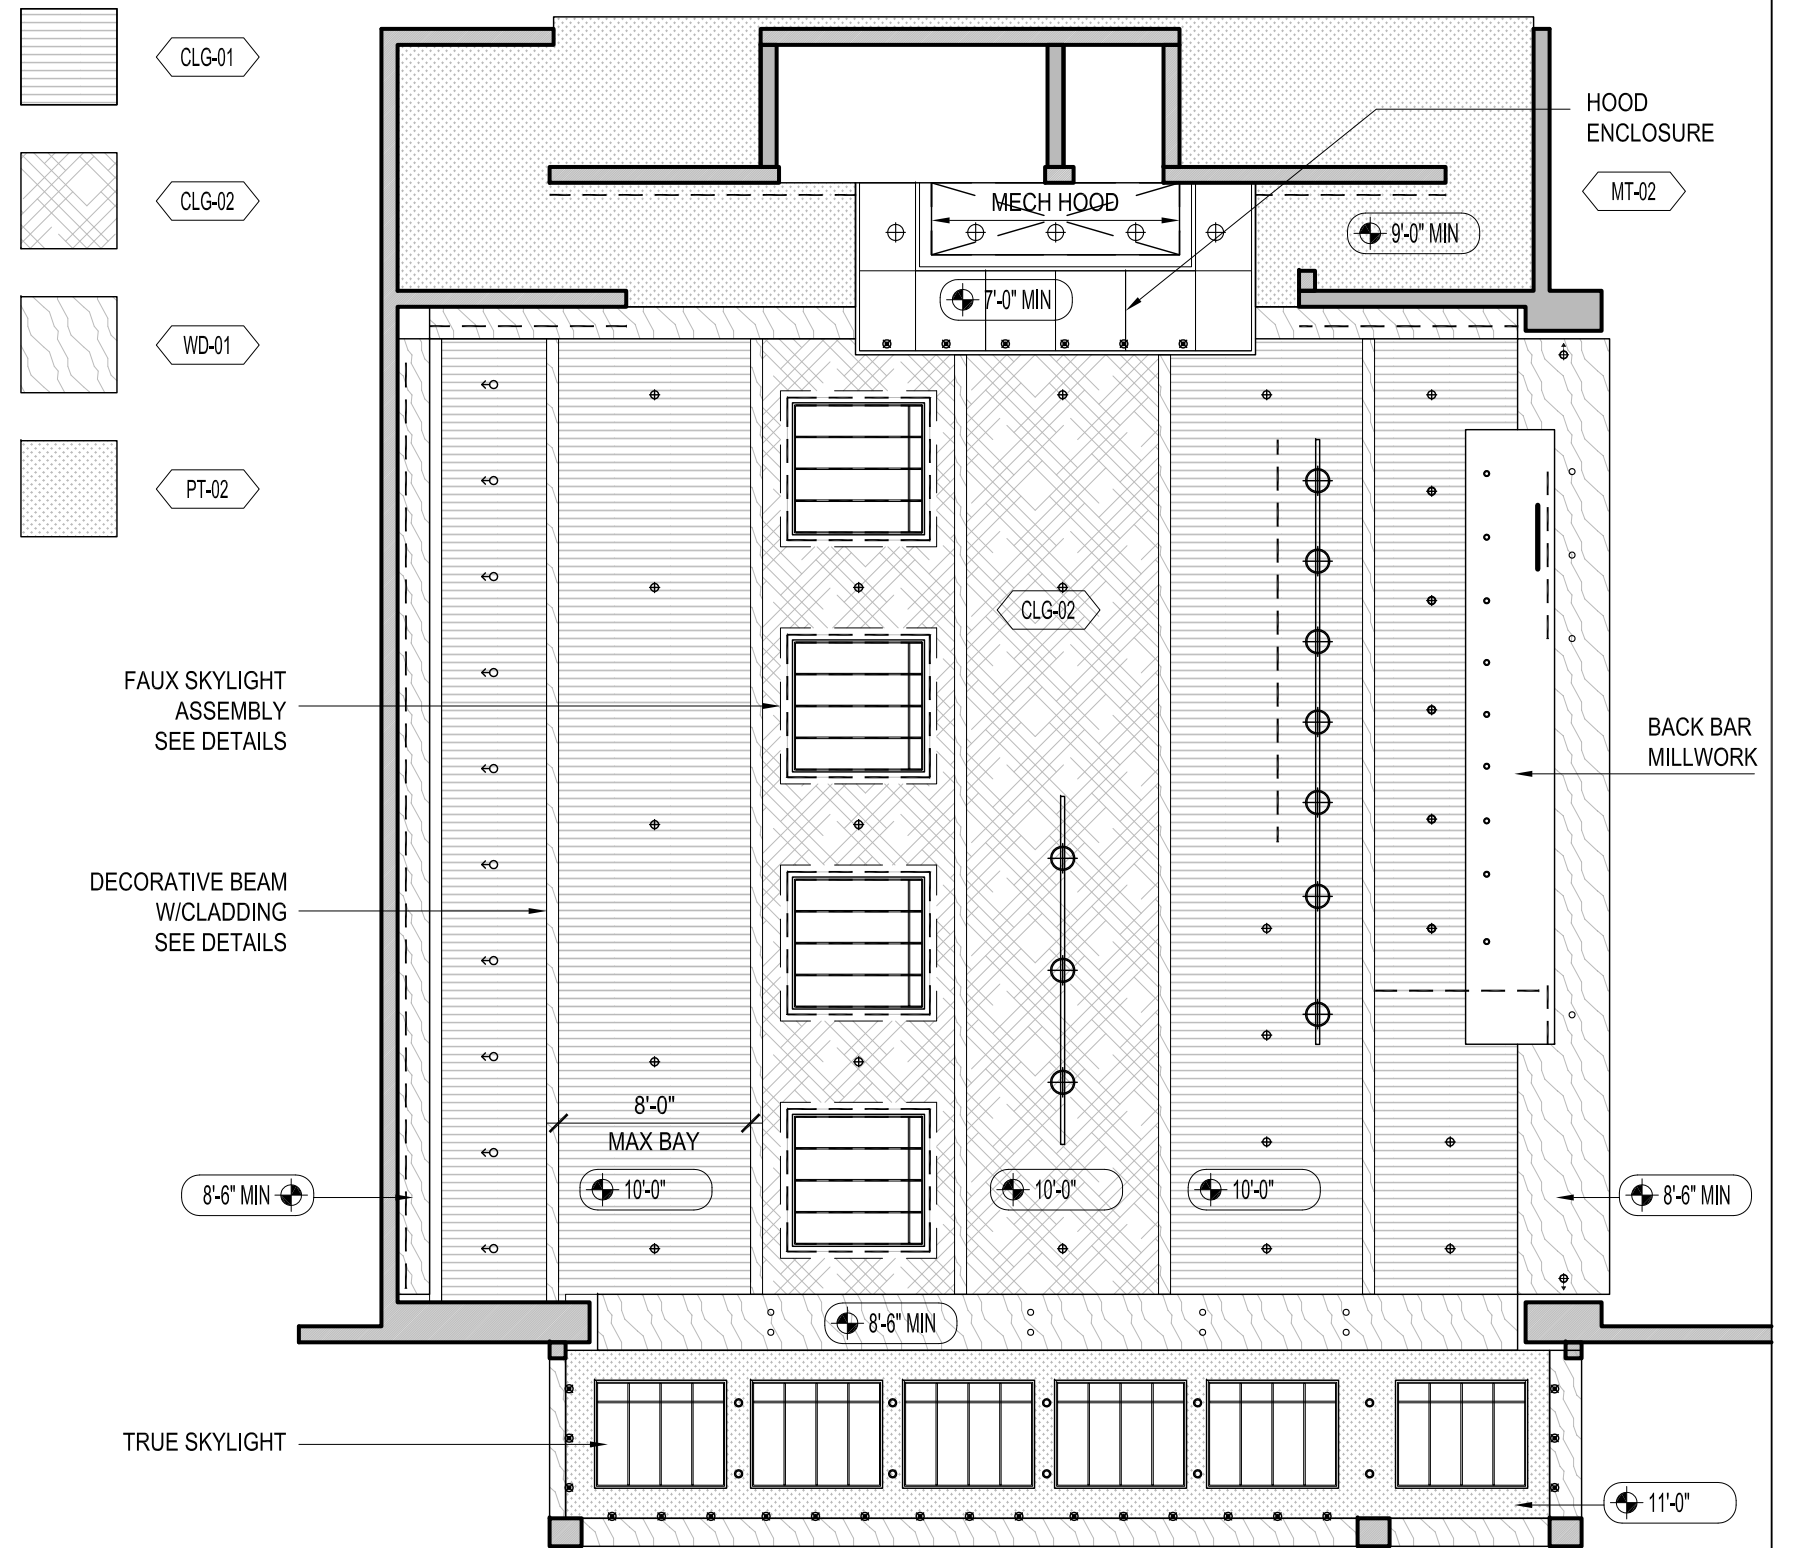 CLG-01
CLG-02
WD-01
PT-02
HOOD
ENCLOSURE
MT-02
MECH HOOD
9'-0" MIN
7'-0" MIN
CLG-02
FAUX SKYLIGHT
ASSEMBLY
SEE DETAILS
BACK BAR
MILLWORK
DECORATIVE BEAM
W/CLADDING
SEE DETAILS
8'-0"
MAX BAY
8'-6" MIN
10'-0"
10'-0"
10'-0"
8'-6" MIN
8'-6" MIN
TRUE SKYLIGHT
11'-0"